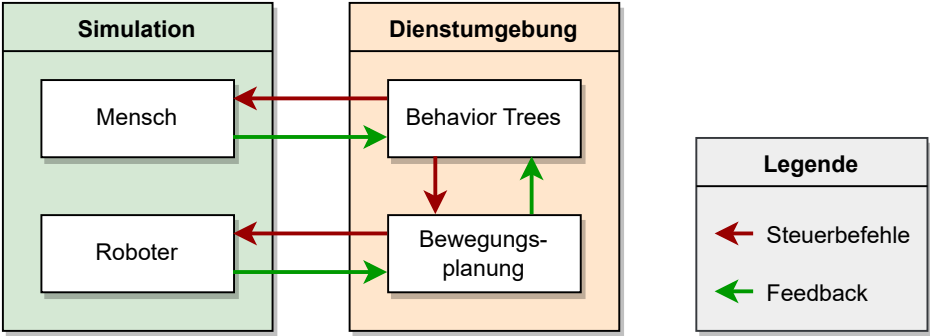 Simulation
Dienstumgebung
Mensch
Behavior Trees
Roboter
Bewegungs-
planung
Legende
Steuerbefehle
Feedback